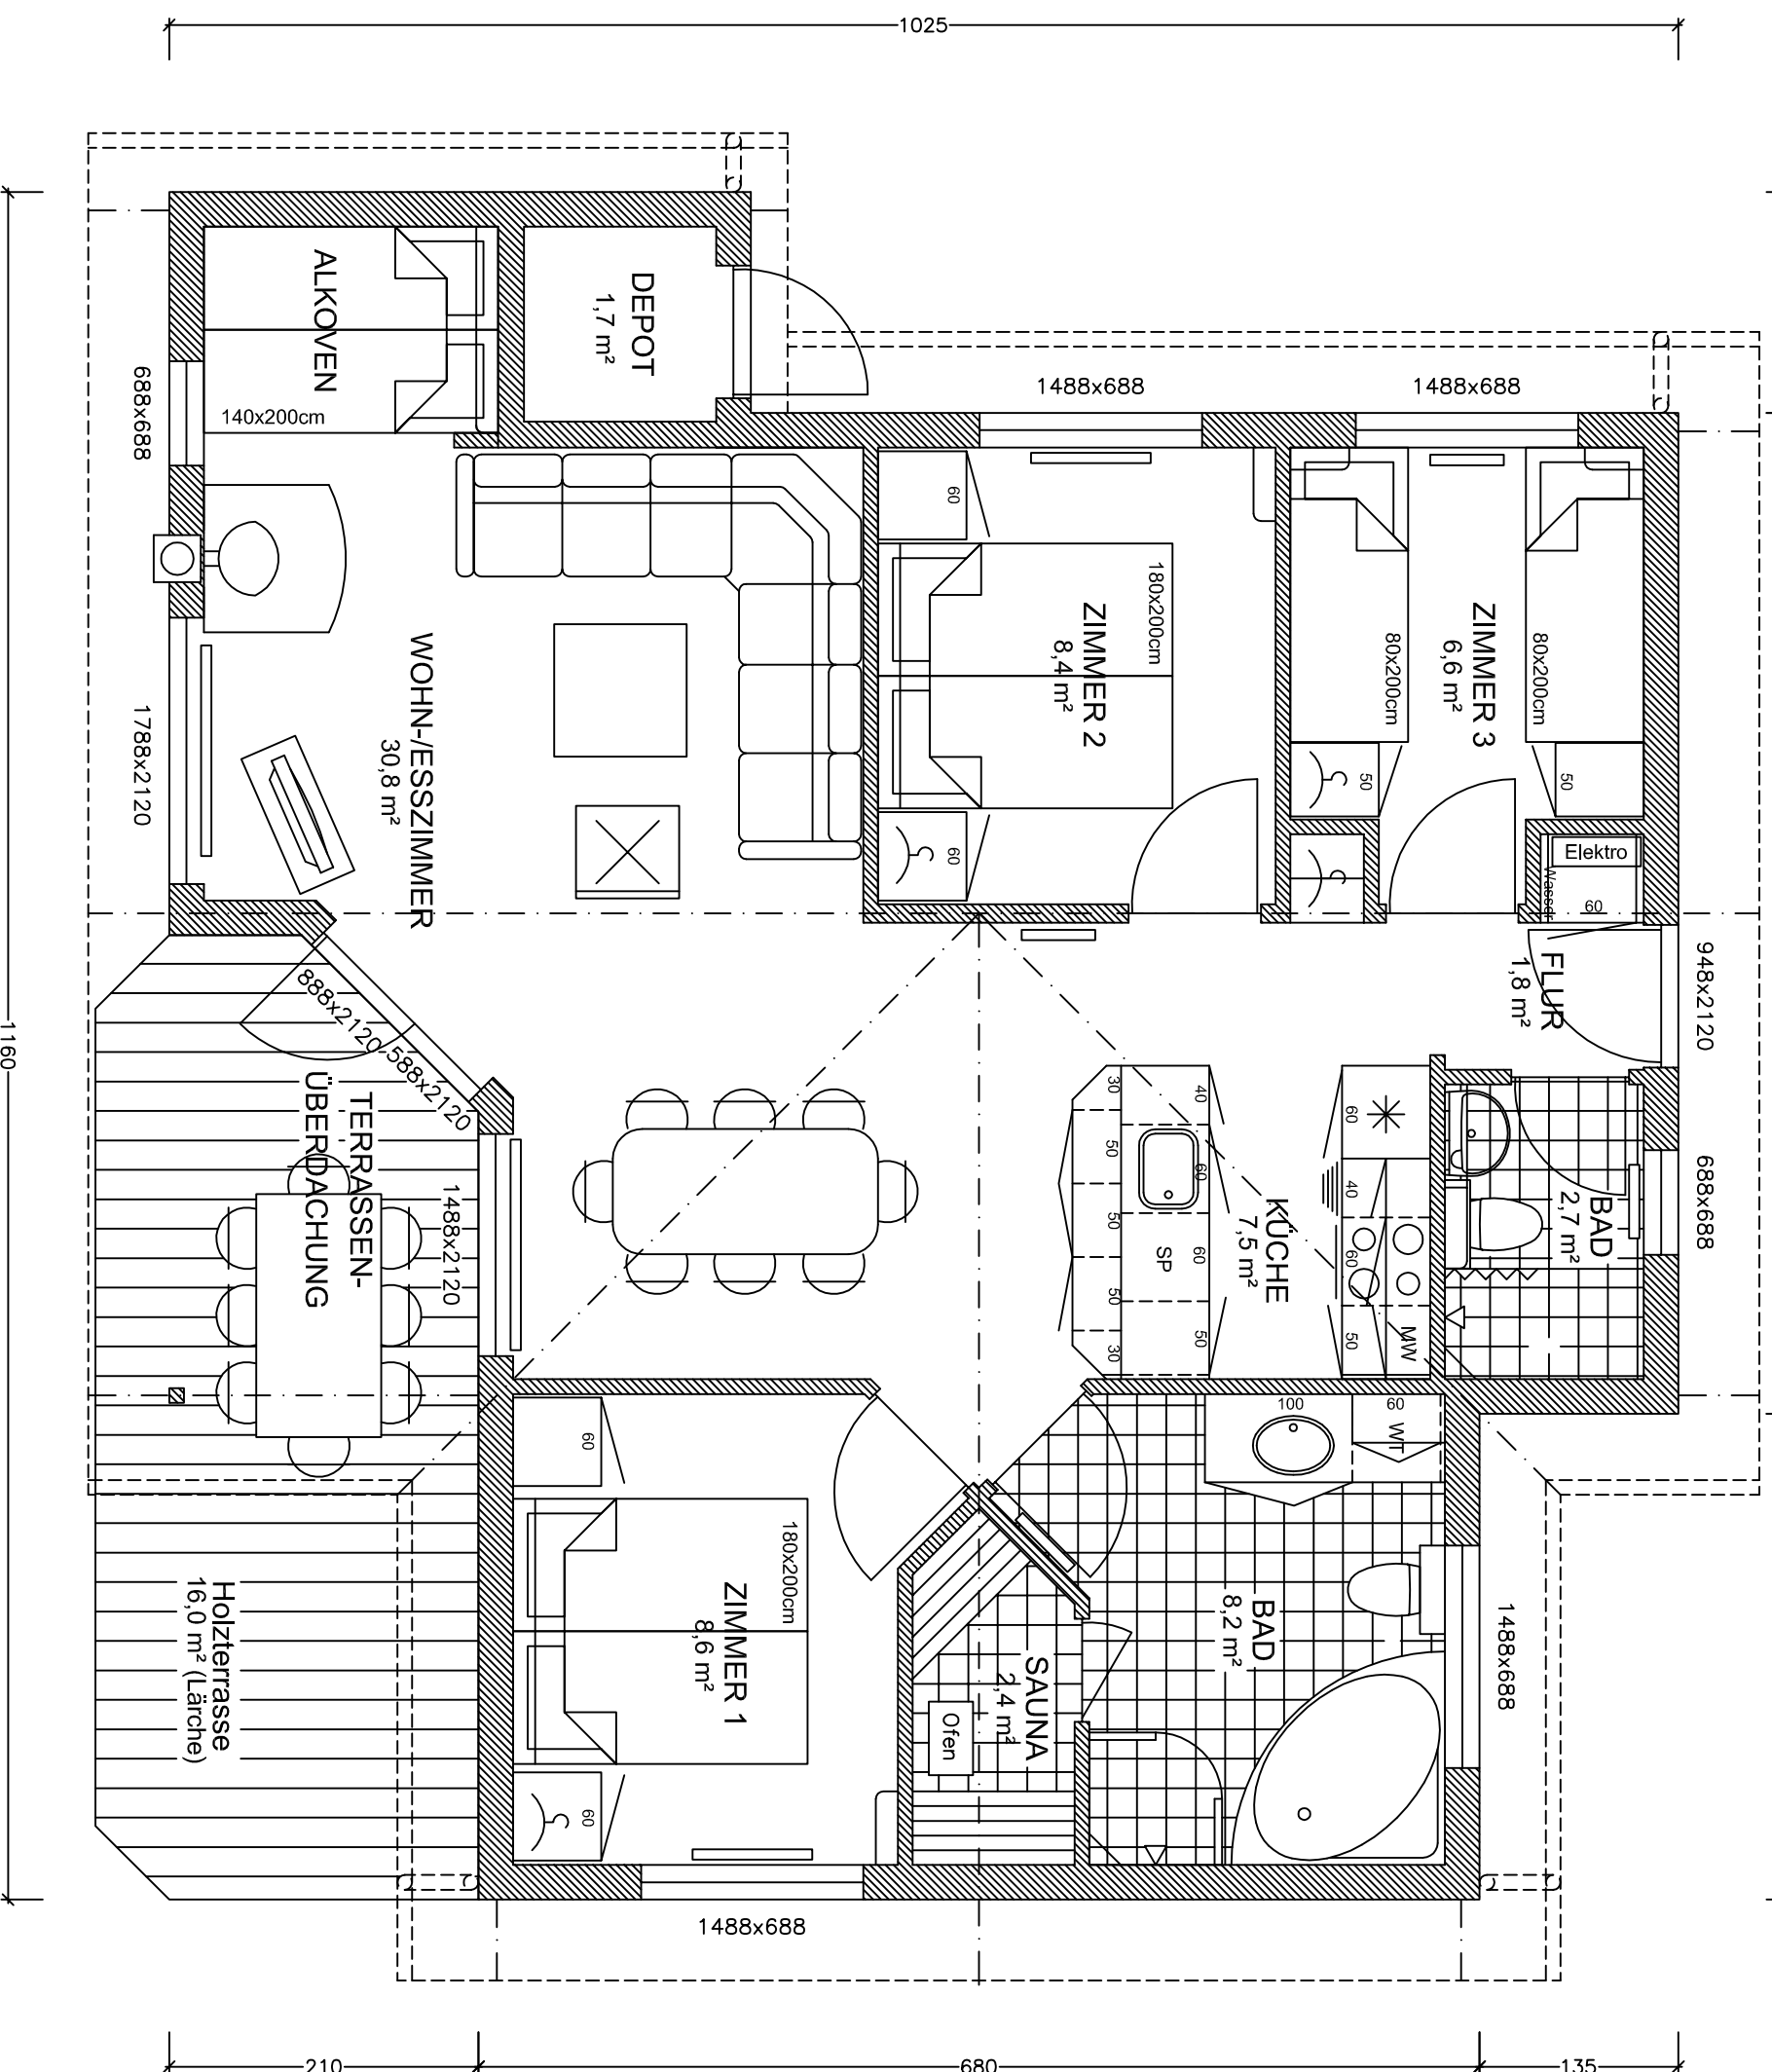 1025
1160
ALKOVEN
140x200cm
688x688
DEPOT
1,7 m²
1488x688
1488x688
60
180x200cm
ZIMMER 2
8,4 m²
60
80x200cm
ZIMMER 3
6,6 m²
80x200cm
50
50
Elektro
Wasser
60
WOHN-/ESSZIMMER
30,8 m²
1788x2120
948x2120
FLUR
1,8 m²
888x2120
588x2120
TERRASSEN-
ÜBERDACHUNG
1488x2120
30
50
50
50
30
40
60
60
50
SP
KÜCHE
7,5 m²
60
40
60
50
MW
BAD
2,7 m²
688x688
100
60
WT
60
180x200cm
ZIMMER 1
8,6 m²
60
SAUNA
2,4 m²
Ofen
BAD
8,2 m²
1488x688
Holzterrasse
16,0 m² (Lärche)
1488x688
210
680
135